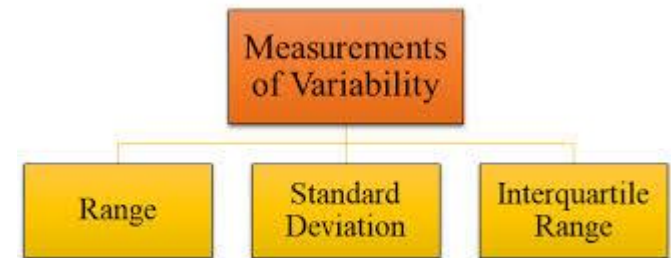 Measurements
of Variability
Range
Standard
Deviation
Interquartile
Range